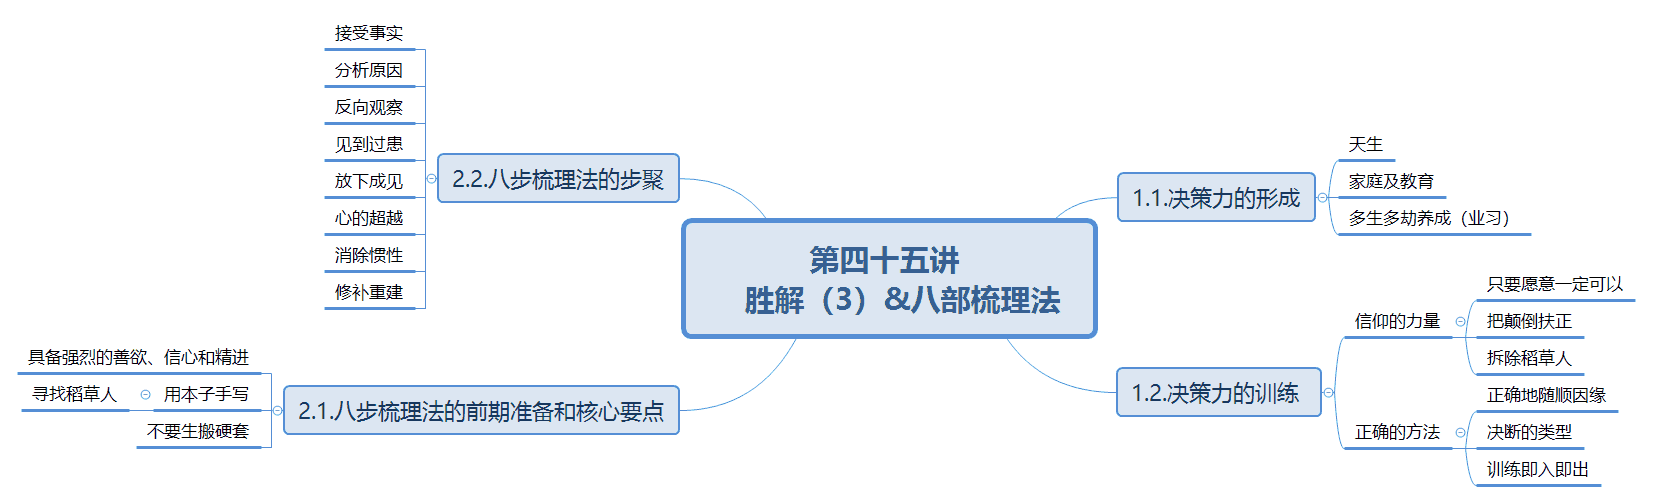 第四十五讲
胜解（3）&八部梳理法
1.1.决策力的形成
天生
家庭及教育
多生多劫养成（业习）
1.2.决策力的训练
信仰的力量
只要愿意一定可以
把颠倒扶正
拆除稻草人
正确的方法
正确地随顺因缘
决断的类型
训练即入即出
2.1.八步梳理法的前期准备和核心要点
具备强烈的善欲、信心和精进
用本子手写
寻找稻草人
不要生搬硬套
2.2.八步梳理法的步聚
接受事实
分析原因
反向观察
见到过患
放下成见
心的超越
消除惯性
修补重建